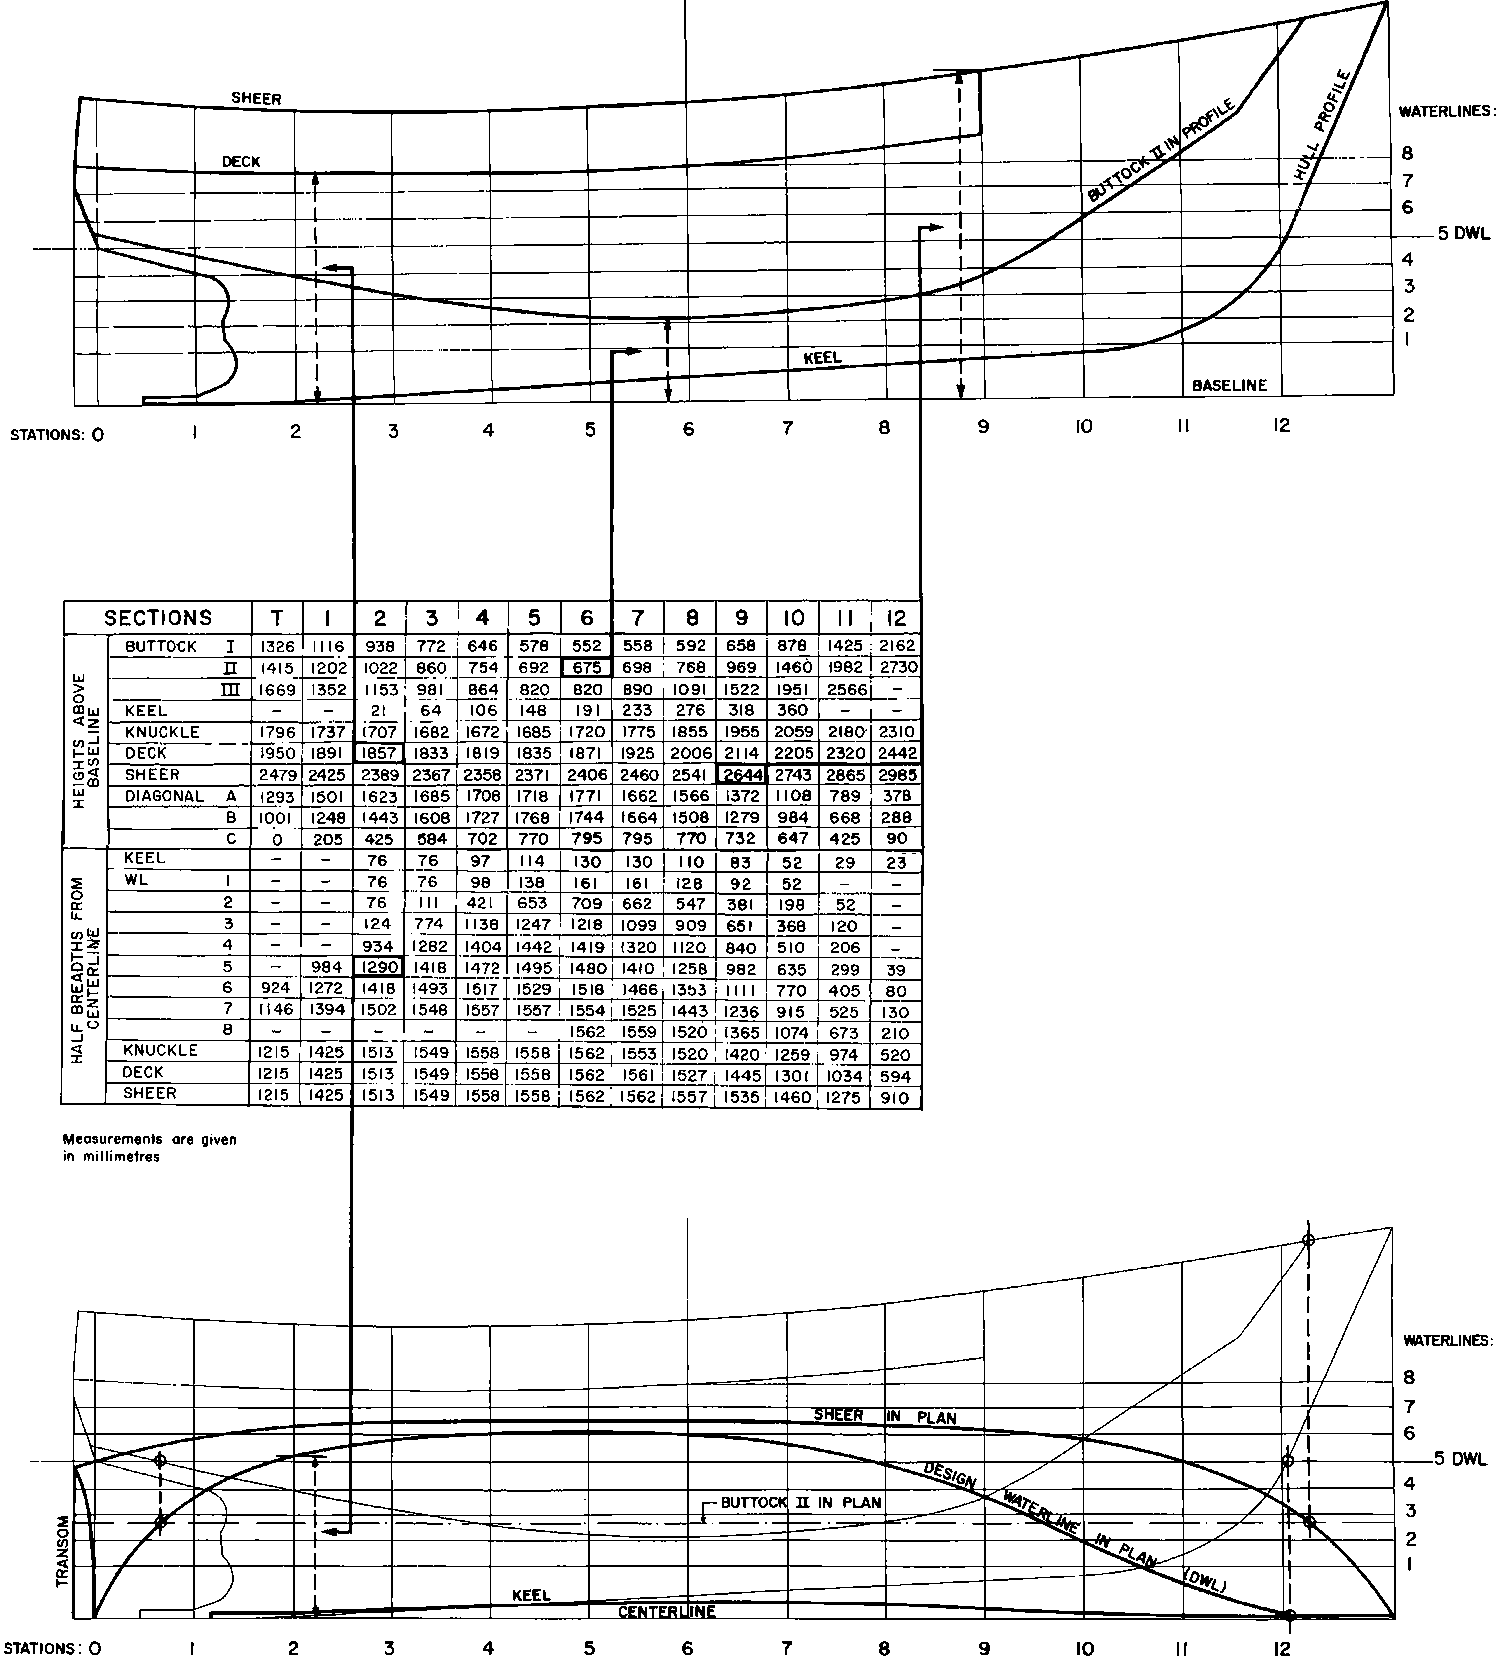 SHEER
DECK
BUTTOCK II IN PROFILE
HULL PROFILE
WATERLINES:
8
7
6
5 DWL
4
3
2
1
KEEL
BASELINE
STATIONS: 0 1 2 3 4 5 6 7 8 9 10 11 12
SECTIONS T 1 2 3 4 5 6 7 8 9 10 11 12
HEIGHTS ABOVE
BASELINE
BUTTOCK I 1326 1116 938 772 646 578 552 558 592 658 878 1425 2162
II 1415 1202 1022 860 754 692 675 698 768 969 1460 1982 2730
III 1669 1352 1153 981 864 820 820 890 1091 1522 1951 2566 –
KEEL – – 21 64 106 148 191 233 276 318 360 – –
KNUCKLE 1796 1737 1707 1682 1672 1685 1720 1775 1855 1955 2059 2180 2310
DECK 1950 1891 1857 1833 1819 1835 1871 1925 2006 2114 2205 2320 2442
SHEER 2479 2425 2389 2367 2358 2371 2406 2460 2541 2644 2743 2865 2985
DIAGONAL A 1293 1501 1623 1685 1708 1718 1771 1662 1566 1372 1108 789 378
B 1001 1248 1443 1608 1727 1768 1744 1664 1508 1279 984 668 288
C 0 205 425 584 702 770 795 795 770 732 647 425 90
HALF BREADTHS FROM
CENTERLINE
KEEL – – 76 76 97 114 130 130 110 83 52 29 23
WL 1 – – 76 76 98 138 161 161 128 92 52 – –
2 – – 76 111 421 653 709 662 547 381 198 52 –
3 – – 124 774 1138 1247 1218 1099 909 651 368 120 –
4 – – 934 1282 1404 1442 1419 1320 1120 840 510 206 –
5 – 984 1290 1418 1472 1495 1480 1410 1258 982 635 299 39
6 924 1272 1418 1493 1517 1529 1518 1466 1353 1111 770 405 80
7 1146 1394 1502 1548 1557 1557 1554 1525 1443 1236 915 525 130
8 – – – – – – 1562 1559 1520 1365 1074 673 210
KNUCKLE 1215 1425 1513 1549 1558 1558 1562 1553 1520 1420 1259 974 520
DECK 1215 1425 1513 1549 1558 1558 1562 1561 1527 1445 1301 1034 594
SHEER 1215 1425 1513 1549 1558 1558 1562 1562 1557 1535 1460 1275 910
Measurements are given
in millimetres
WATERLINES:
8
7
6
5 DWL
4
3
2
1
SHEER IN PLAN
DESIGN WATERLINE IN PLAN (DWL)
BUTTOCK II IN PLAN
TRANSOM
KEEL
CENTERLINE
STATIONS: 0 1 2 3 4 5 6 7 8 9 10 11 12